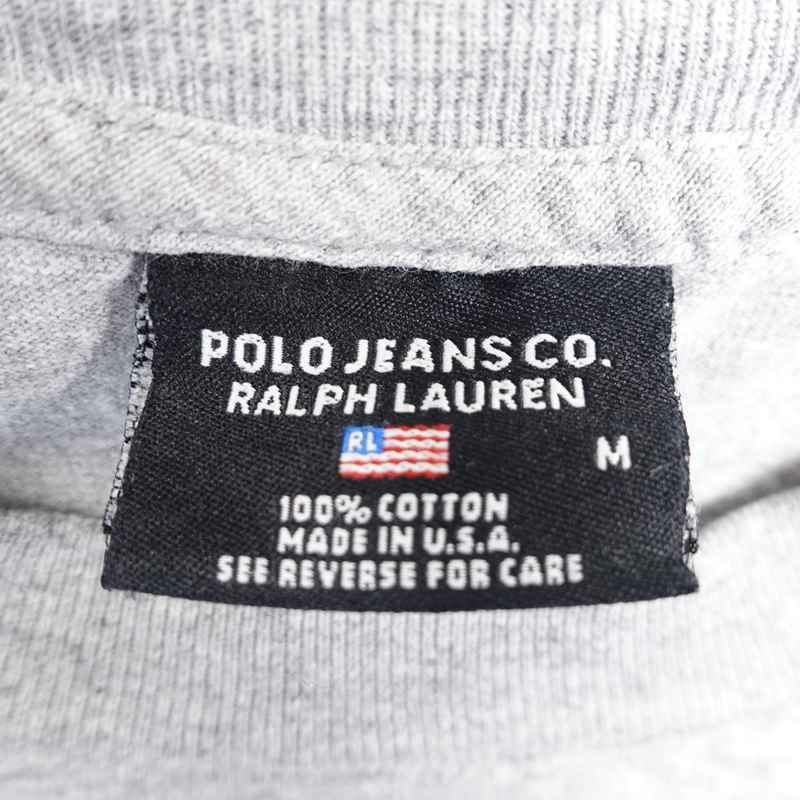 POLO JEANS CO.
RALPH LAUREN
RL
M
100% COTTON
MADE IN U.S.A.
SEE REVERSE FOR CARE